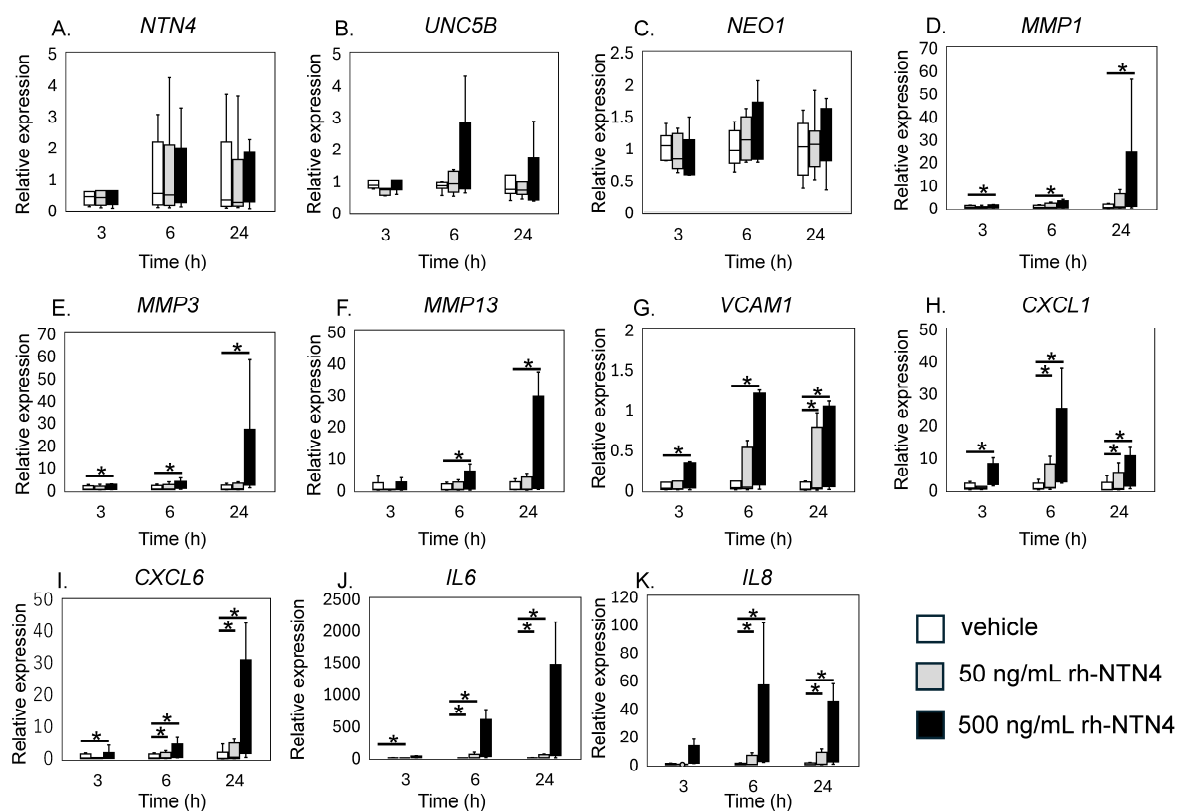 A. NTN4
Relative expression
5
4
3
2
1
0
3 6 24
Time (h)
B. UNC5B
Relative expression
5
4
3
2
1
0
3 6 24
Time (h)
C. NEO1
Relative expression
2.5
2
1.5
1
0.5
0
3 6 24
Time (h)
D. MMP1
Relative expression
70
60
50
40
30
20
10
0
* * *
3 6 24
Time (h)
E. MMP3
Relative expression
70
60
50
40
30
20
10
0
* * *
3 6 24
Time (h)
F. MMP13
Relative expression
50
40
30
20
10
0
* *
3 6 24
Time (h)
G. VCAM1
Relative expression
2
1.5
1
0.5
0
* * * *
3 6 24
Time (h)
H. CXCL1
Relative expression
50
40
30
20
10
0
* * * * *
3 6 24
Time (h)
I. CXCL6
Relative expression
50
40
30
20
10
0
* * * * *
3 6 24
Time (h)
J. IL6
Relative expression
2500
2000
1500
1000
500
0
* * * * *
3 6 24
Time (h)
K. IL8
Relative expression
120
100
80
60
40
20
0
* * * *
3 6 24
Time (h)
vehicle
50 ng/mL rh-NTN4
500 ng/mL rh-NTN4